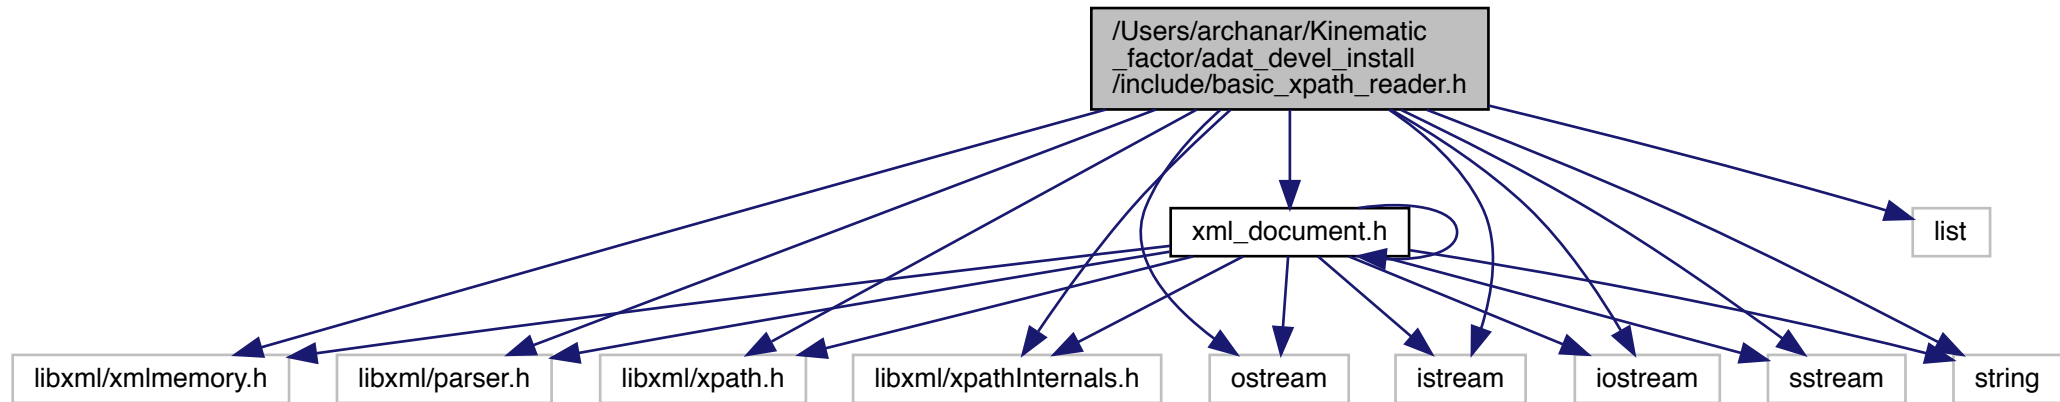 /Users/archanar/Kinematic
_factor/adat_devel_install
/include/basic_xpath_reader.h
xml_document.h
list
libxml/xmlmemory.h
libxml/parser.h
libxml/xpath.h
libxml/xpathInternals.h
ostream
istream
iostream
sstream
string